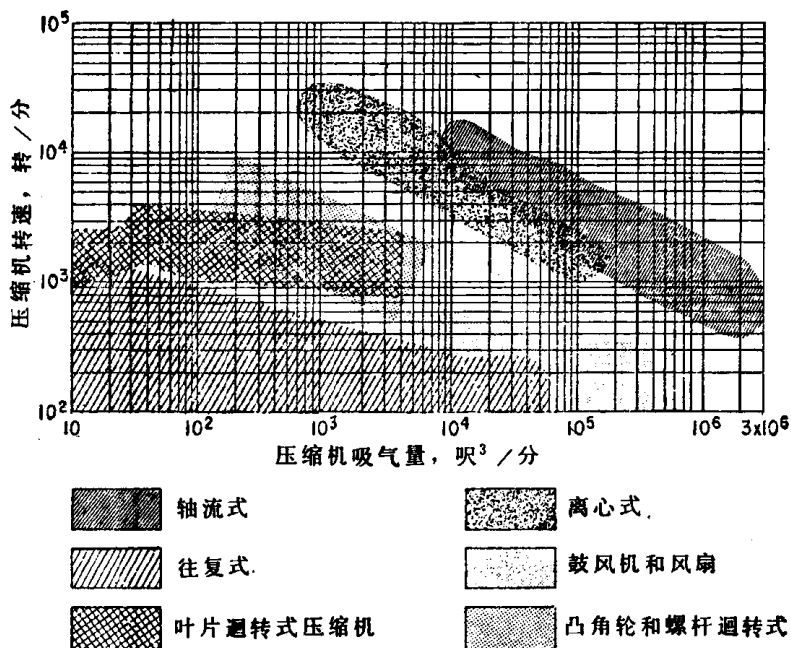 10⁵
10⁴
10³
10²
压缩机转速，转／分
10 10² 10³ 10⁴ 10⁵ 10⁶ 3x10⁶
压缩机吸气量，呎³／分
轴流式 离心式
往复式 鼓风机和风扇
叶片迴转式压缩机 凸角轮和螺杆迴转式